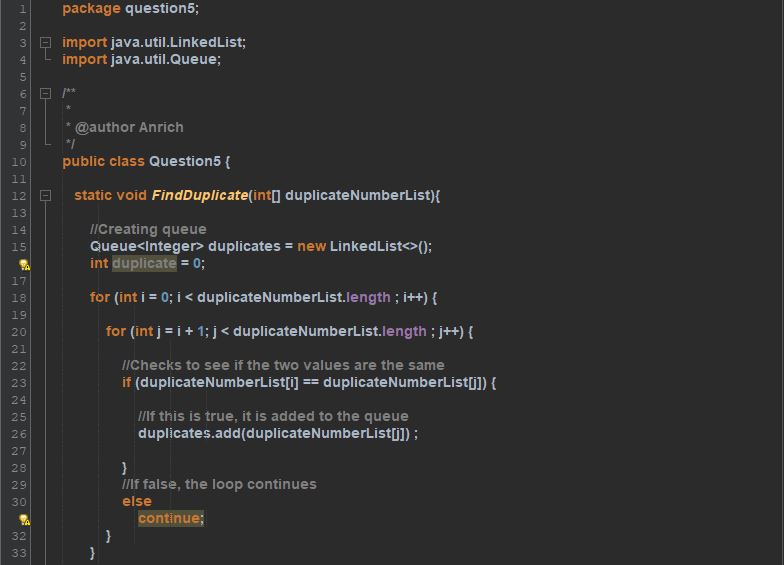 1 package question5;
2
3 import java.util.LinkedList;
4 import java.util.Queue;
5
6 /**
7 *
8 * @author Anrich
9 */
10 public class Question5 {
11
12 static void FindDuplicate(int[] duplicateNumberList){
13
14 //Creating queue
15 Queue<Integer> duplicates = new LinkedList<>();
int duplicate = 0;
17
18 for (int i = 0; i < duplicateNumberList.length ; i++) {
19
20 for (int j = i + 1; j < duplicateNumberList.length ; j++) {
21
22 //Checks to see if the two values are the same
23 if (duplicateNumberList[i] == duplicateNumberList[j]) {
24
25 //If this is true, it is added to the queue
26 duplicates.add(duplicateNumberList[j]) ;
27
28 }
29 //If false, the loop continues
30 else
continue;
32 }
33 }